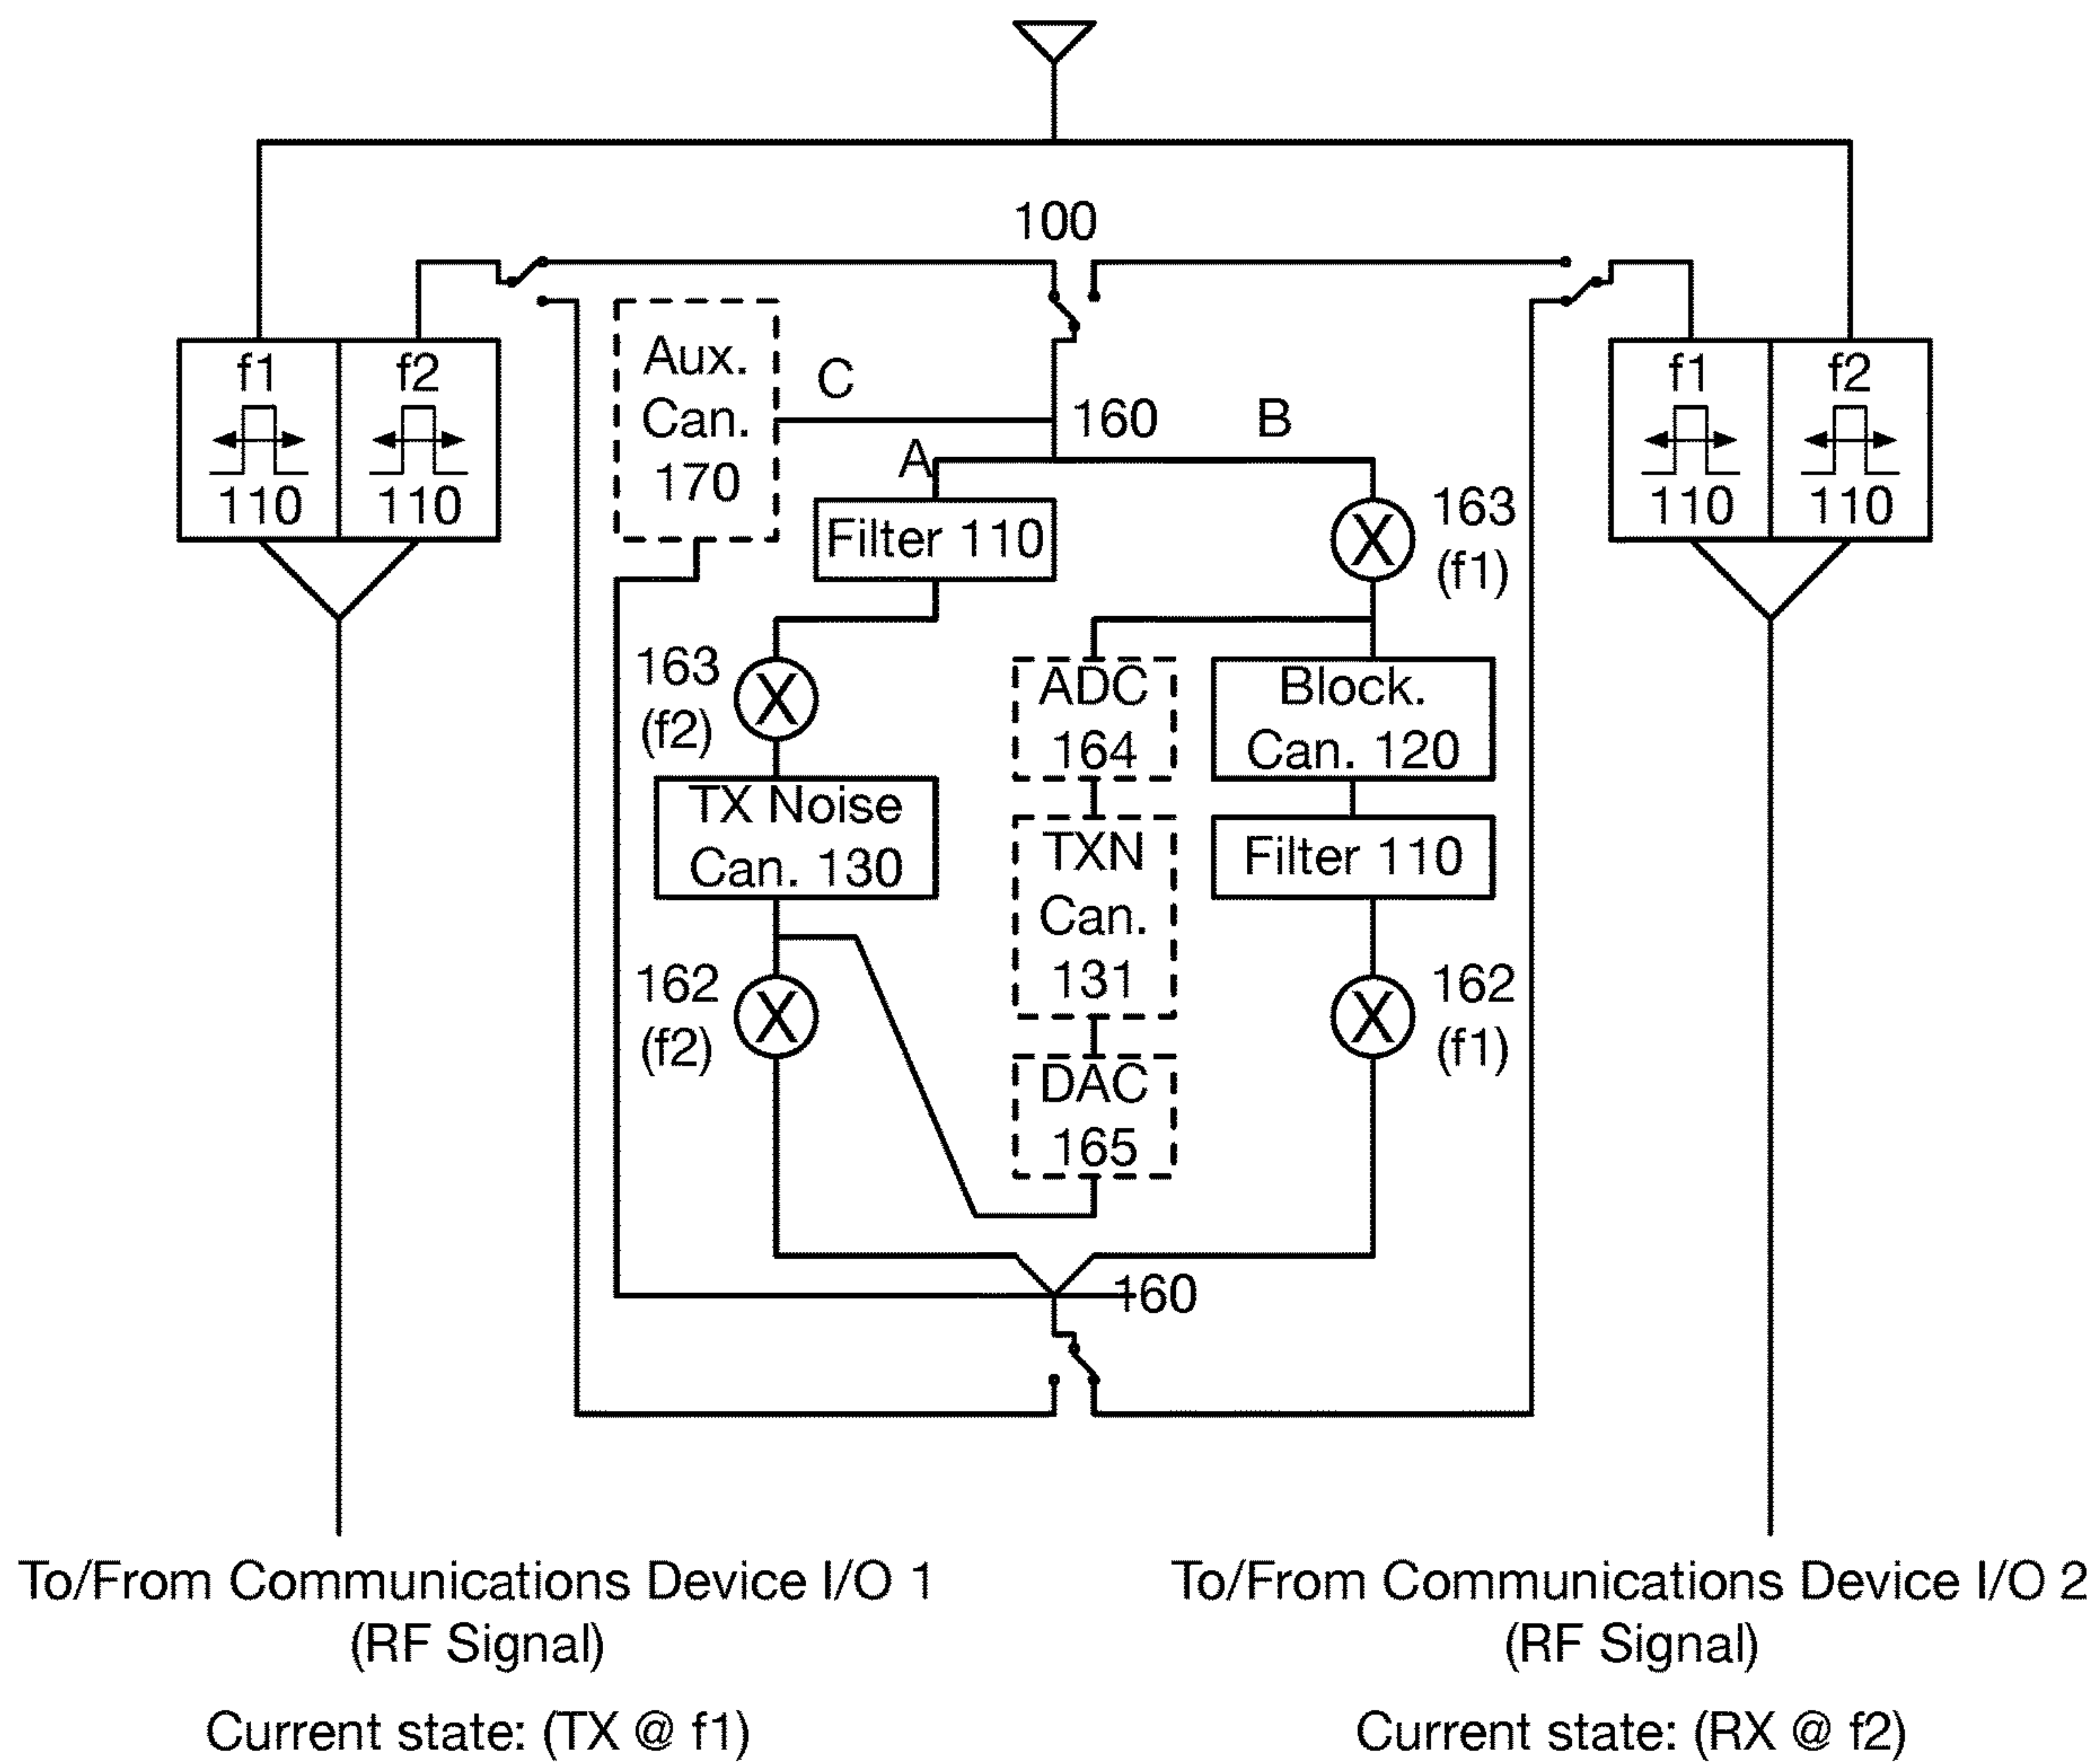 100
f1
110
f2
110
Aux.
Can.
170
C
160
B
A
Filter 110
163
(f1)
f1
110
f2
110
163
(f2)
ADC
164
Block.
Can. 120
TX Noise
Can. 130
TXN
Can.
131
Filter 110
162
(f2)
162
(f1)
DAC
165
160
To/From Communications Device I/O 1
(RF Signal)
Current state: (TX @ f1)
To/From Communications Device I/O 2
(RF Signal)
Current state: (RX @ f2)